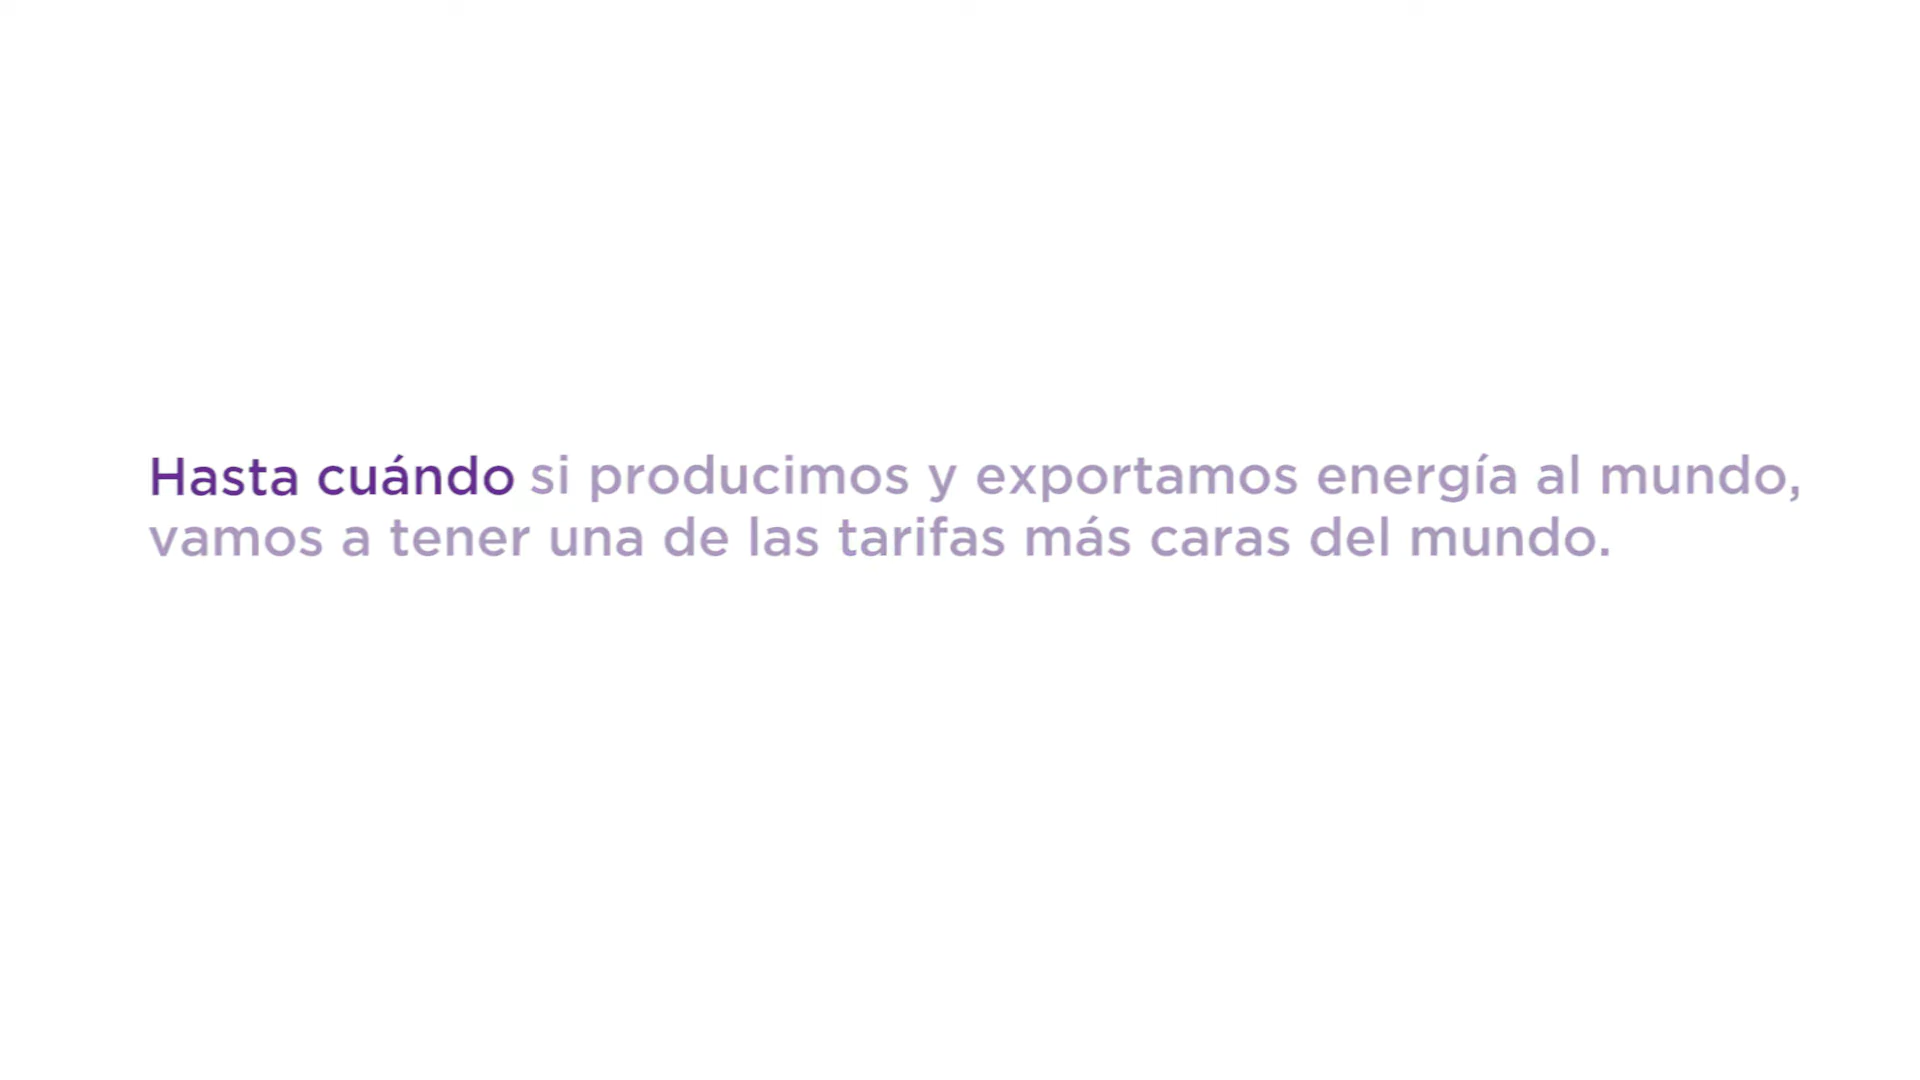 Hasta cuándo si producimos y exportamos energía al mundo,
vamos a tener una de las tarifas más caras del mundo.